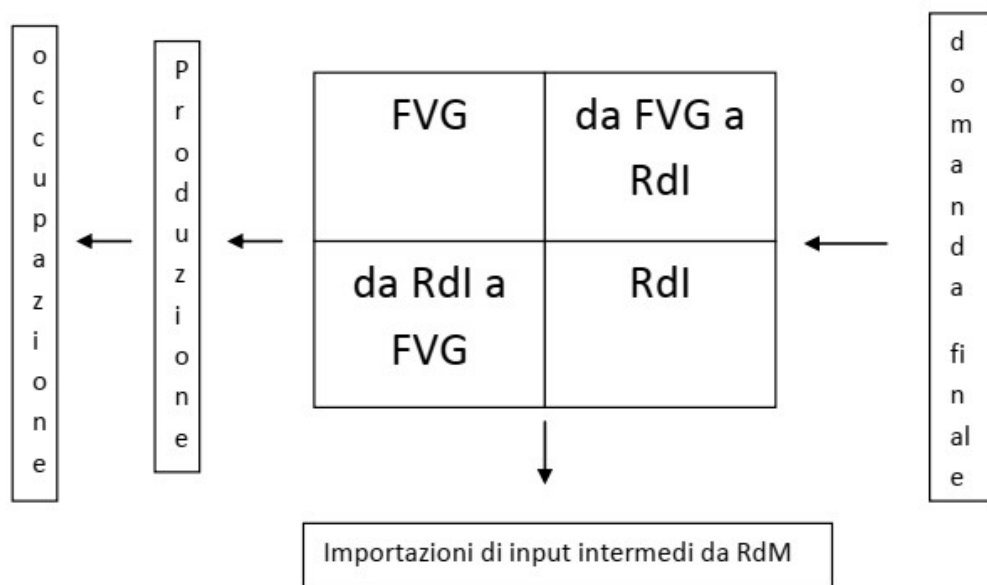 occupazione
Produzione
FVG
da FVG a
RdI
da RdI a
FVG
RdI
domanda finale
Importazioni di input intermedi da RdM